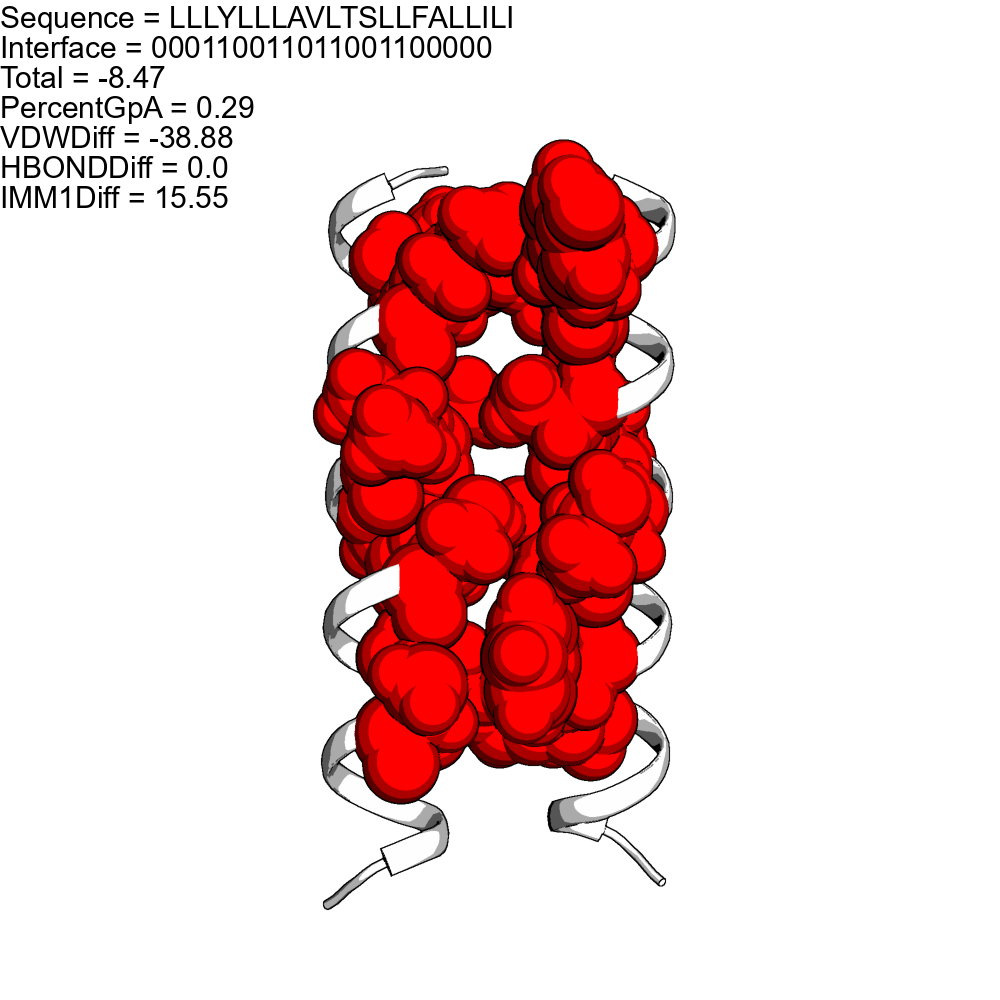 Sequence = LLLYLLLAVLTSLLFALLILI
Interface = 000110011011001100000
Total = -8.47
PercentGpA = 0.29
VDWDiff = -38.88
HBONDDiff = 0.0
IMM1Diff = 15.55